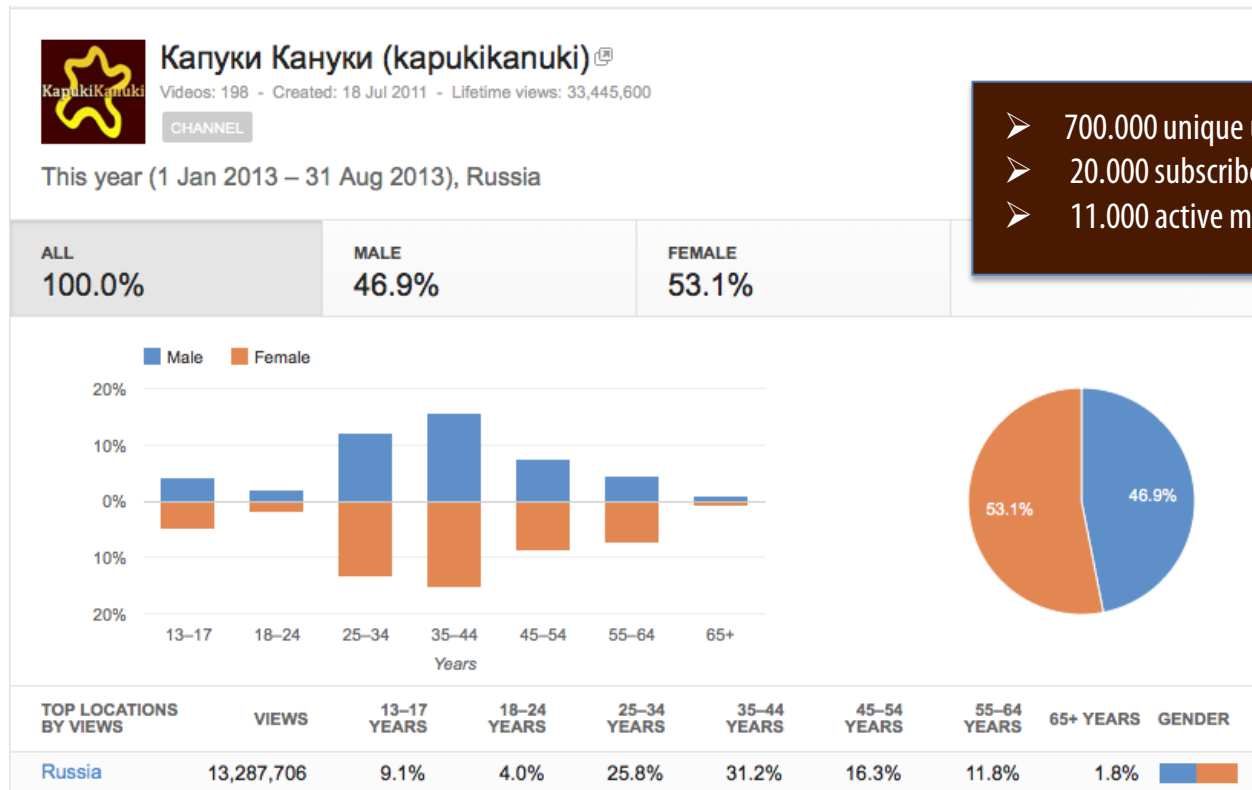 Капуки Кануки (kapukikanuki)
KapukiKanuki
Videos: 198 - Created: 18 Jul 2011 - Lifetime views: 33,445,600
CHANNEL
This year (1 Jan 2013 – 31 Aug 2013), Russia
➢ 700.000 unique
➢ 20.000
➢ 11.000 active
ALL
100.0%
MALE
46.9%
FEMALE
53.1%
Male Female
20%
10%
0%
10%
20%
13–17 18–24 25–34 35–44 45–54 55–64 65+
Years
53.1% 46.9%
TOP LOCATIONS BY VIEWS VIEWS 13–17 YEARS 18–24 YEARS 25–34 YEARS 35–44 YEARS 45–54 YEARS 55–64 YEARS 65+ YEARS GENDER
Russia 13,287,706 9.1% 4.0% 25.8% 31.2% 16.3% 11.8% 1.8%